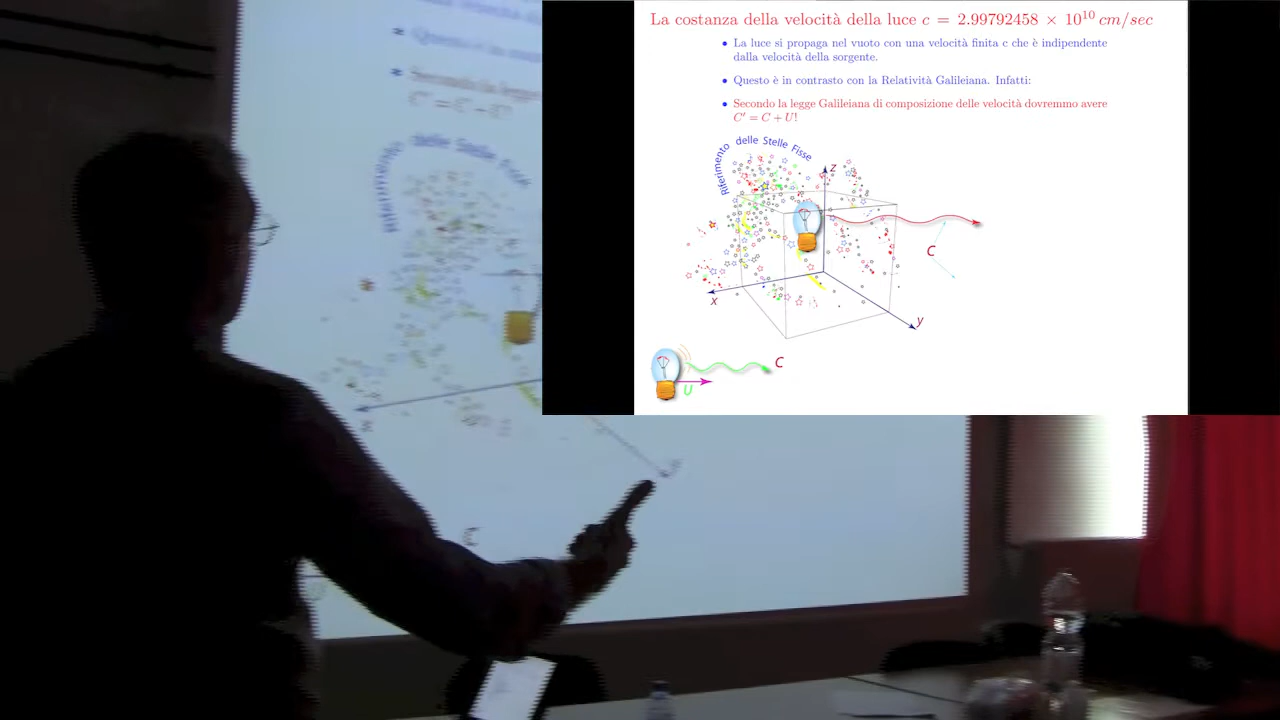 La costanza della velocità della luce c = 2.99792458 × 10¹⁰ cm/sec
• La luce si propaga nel vuoto con una velocità finita c che è indipendente
dalla velocità della sorgente.
• Questo è in contrasto con la Relatività Galileiana. Infatti:
• Secondo la legge Galileiana di composizione delle velocità dovremmo avere
C′ = C + U!
Riferimento delle Stelle Fisse
z
C
x
y
C
U